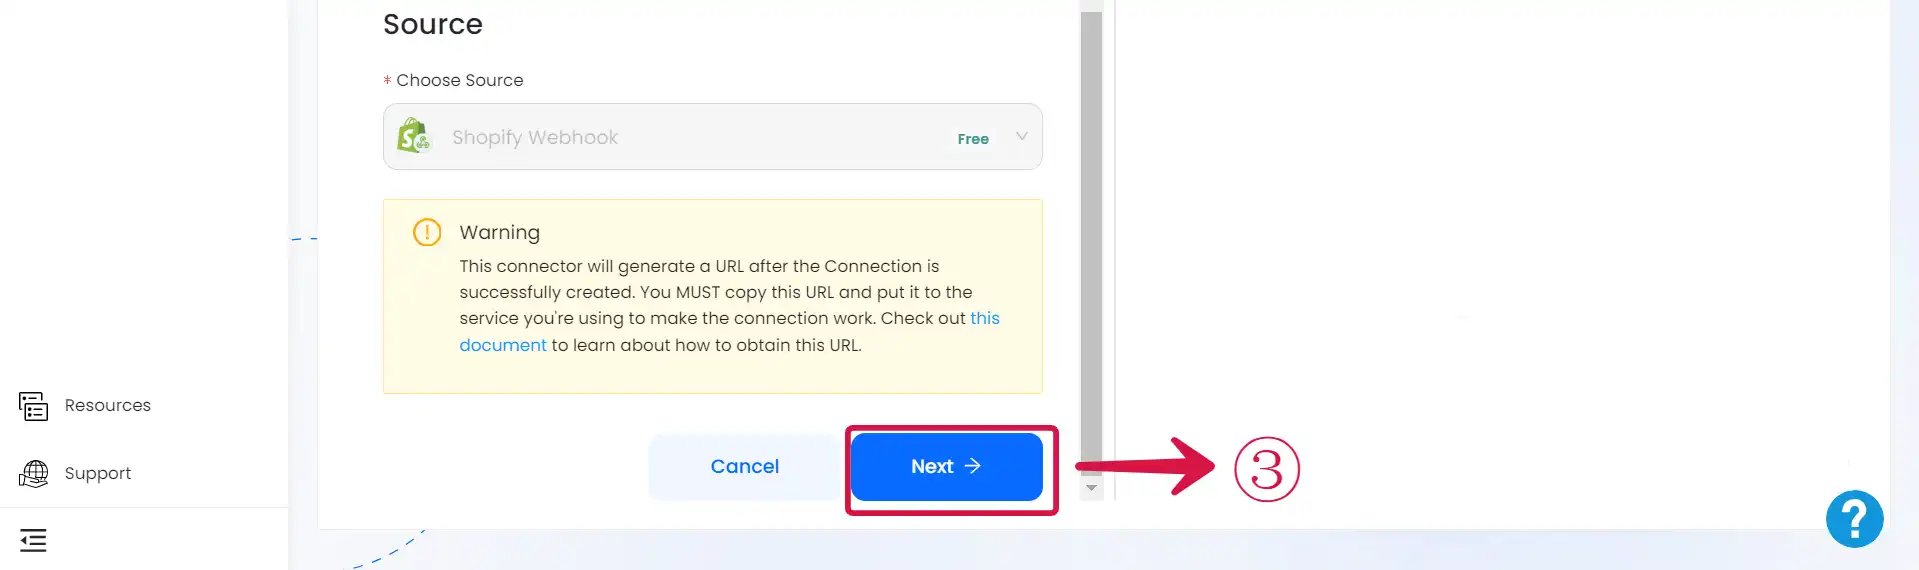 Source
* Choose Source
Shopify Webhook
Free
Warning
This connector will generate a URL after the Connection is
successfully created. You MUST copy this URL and put it to the
service you're using to make the connection work. Check out this
document to learn about how to obtain this URL.
Resources
Support
Cancel
Next →
③
?